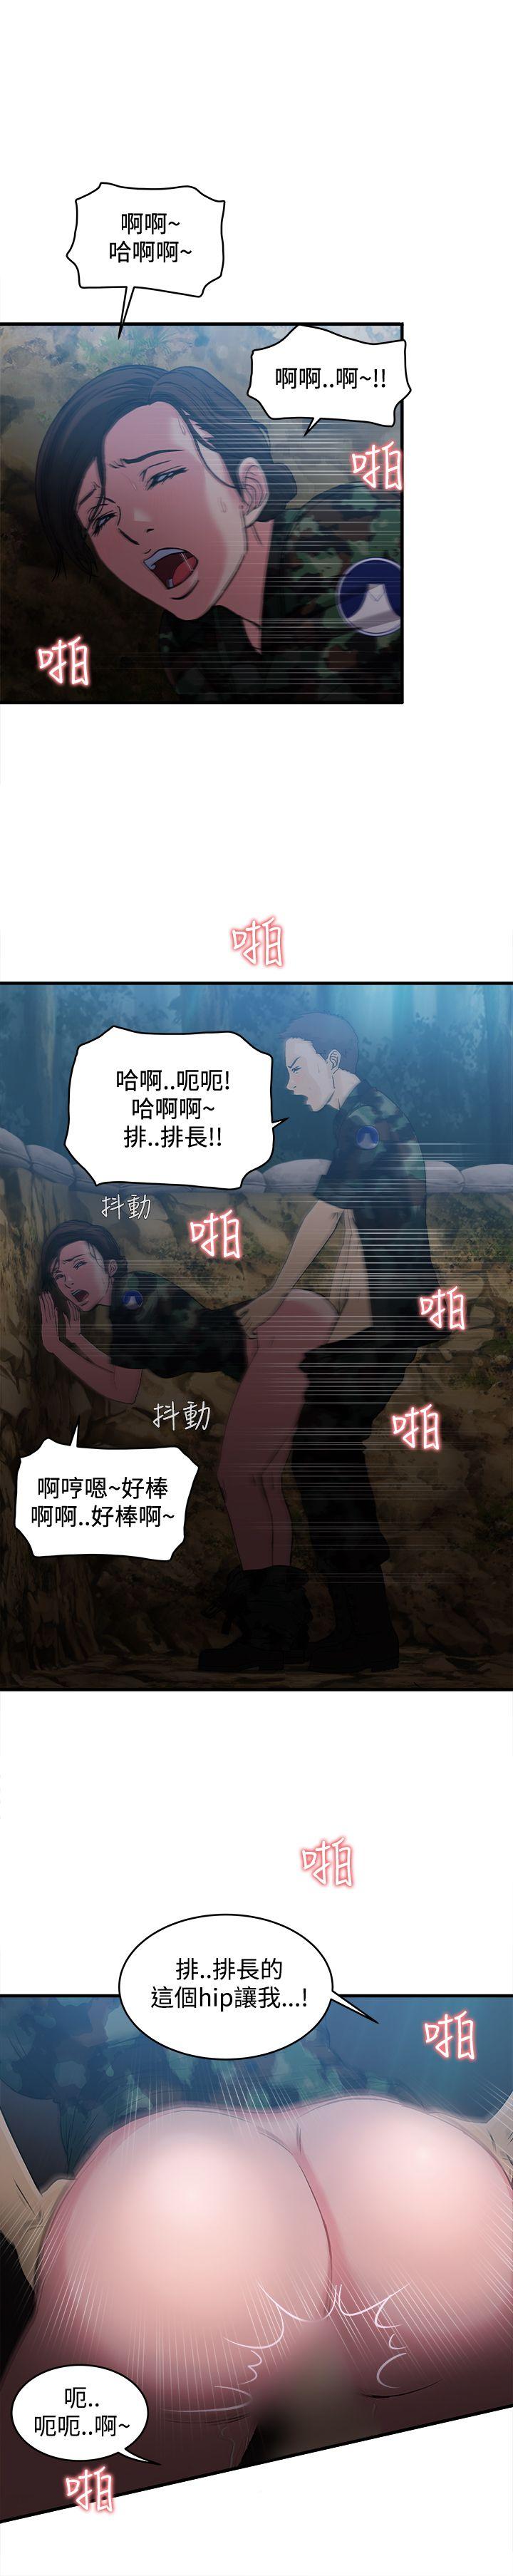 啊啊~
哈啊啊~
啊啊..啊~!!
啪
啪
啪
哈啊..呃呃!
哈啊啊~
排..排長!!
抖動
啪
啪
抖動
啪
啊哼嗯~好棒
啊啊..好棒啊~
啪
排..排長的
這個hip讓我...!
啪
呃..
呃呃..啊~
啪